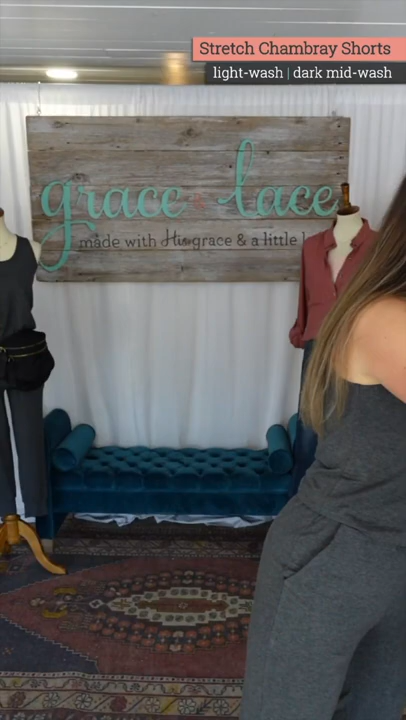 Stretch Chambray Shorts
light-wash | dark mid-wash
grace lace
made with His grace & a little